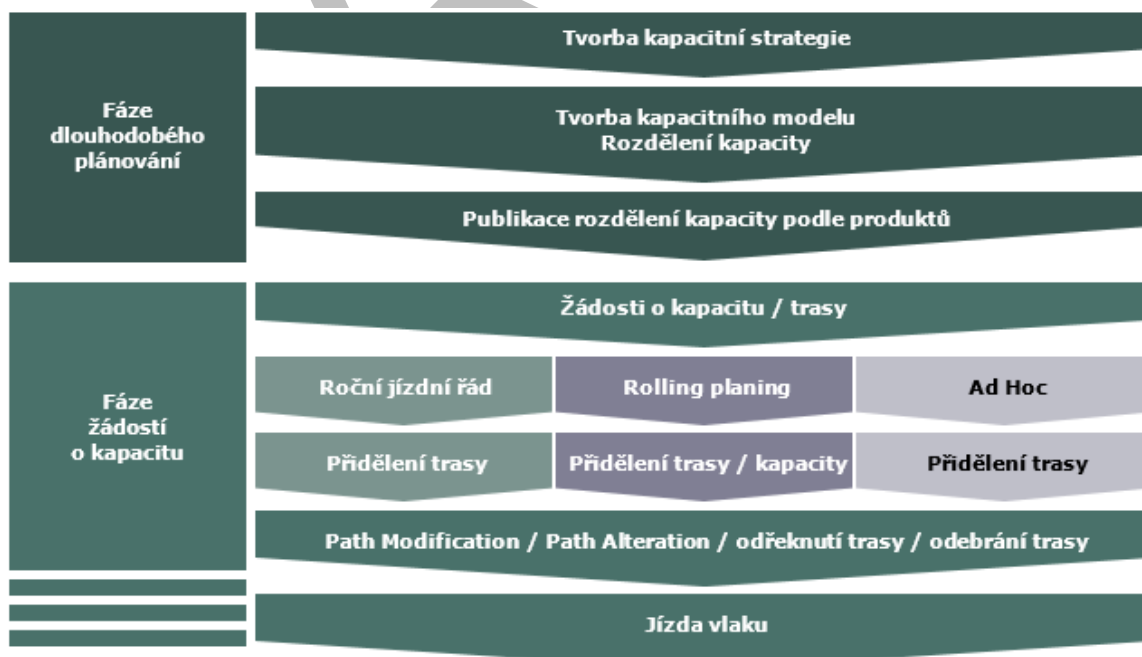 Fáze
dlouhodobého
plánování
Tvorba kapacitní strategie
Tvorba kapacitního modelu
Rozdělení kapacity
Publikace rozdělení kapacity podle produktů
Fáze
žádostí
o kapacitu
Žádosti o kapacitu / trasy
Roční jízdní řád
Rolling planing
Ad Hoc
Přidělení trasy
Přidělení trasy / kapacity
Přidělení trasy
Path Modification / Path Alteration / odřeknutí trasy / odebrání trasy
Jízda vlaku